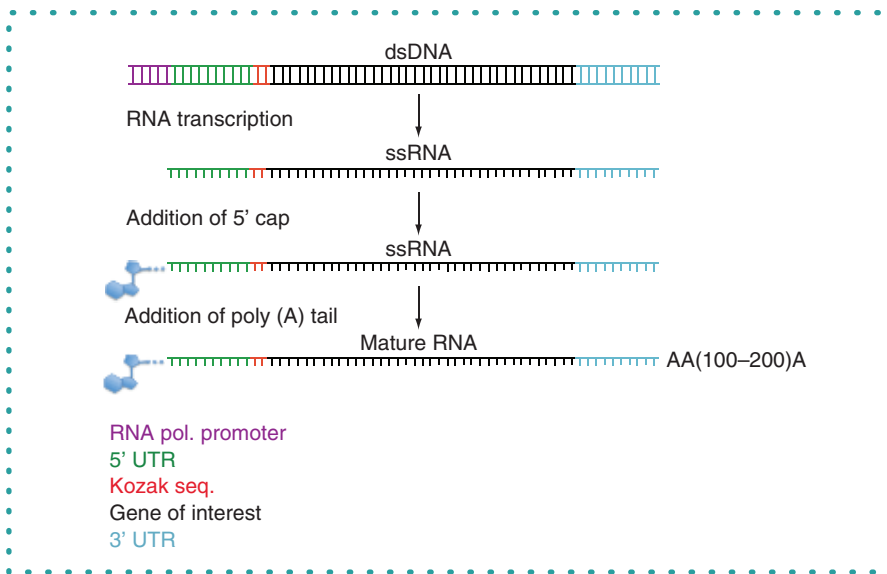 dsDNA
RNA transcription
ssRNA
Addition of 5’ cap
ssRNA
Addition of poly (A) tail
Mature RNA
AA(100–200)A
RNA pol. promoter
5’ UTR
Kozak seq.
Gene of interest
3’ UTR